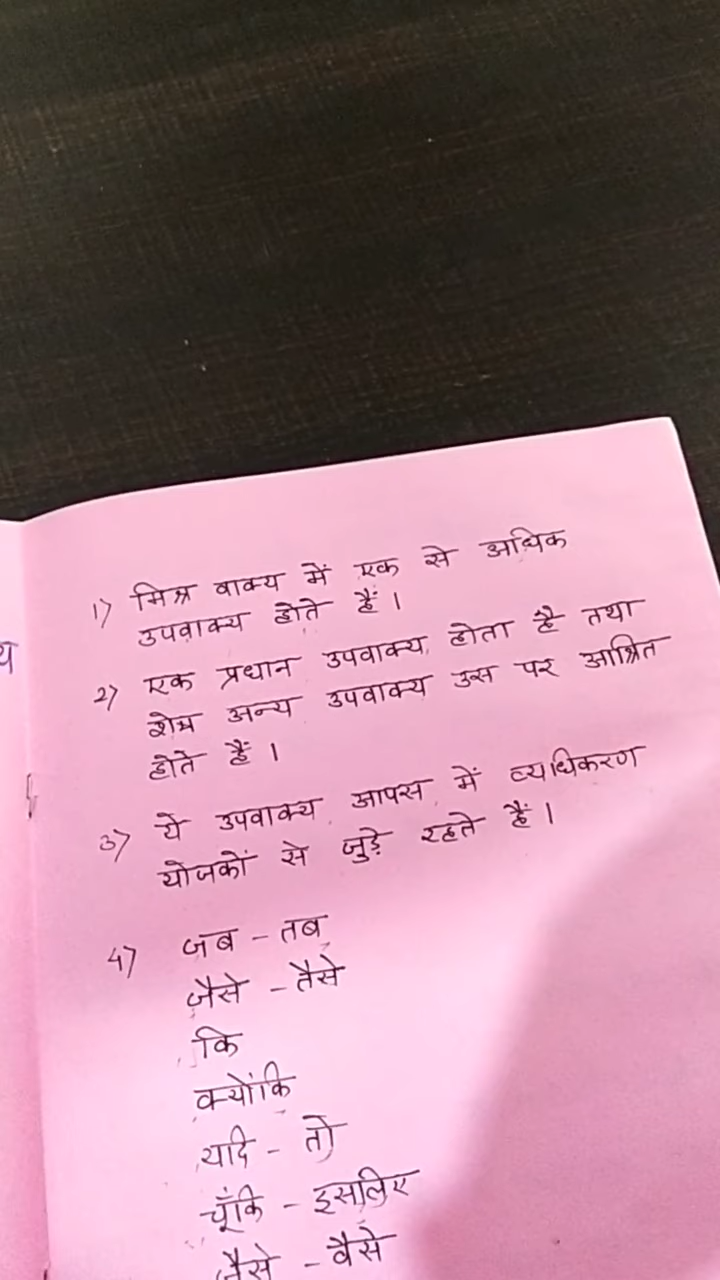 य
1) मिश्र वाक्य में एक से अधिक
उपवाक्य होते हैं ।
2) एक प्रधान उपवाक्य होता है तथा
शेष अन्य उपवाक्य उस पर आश्रित
होते हैं ।
3) ये उपवाक्य आपस में व्यधिकरण
योजकों से जुड़े रहते हैं ।
4) जब - तब
जैसे - तैसे
कि
क्योंकि
यदि - तो
चूँकि - इसलिए
जैसे - वैसे